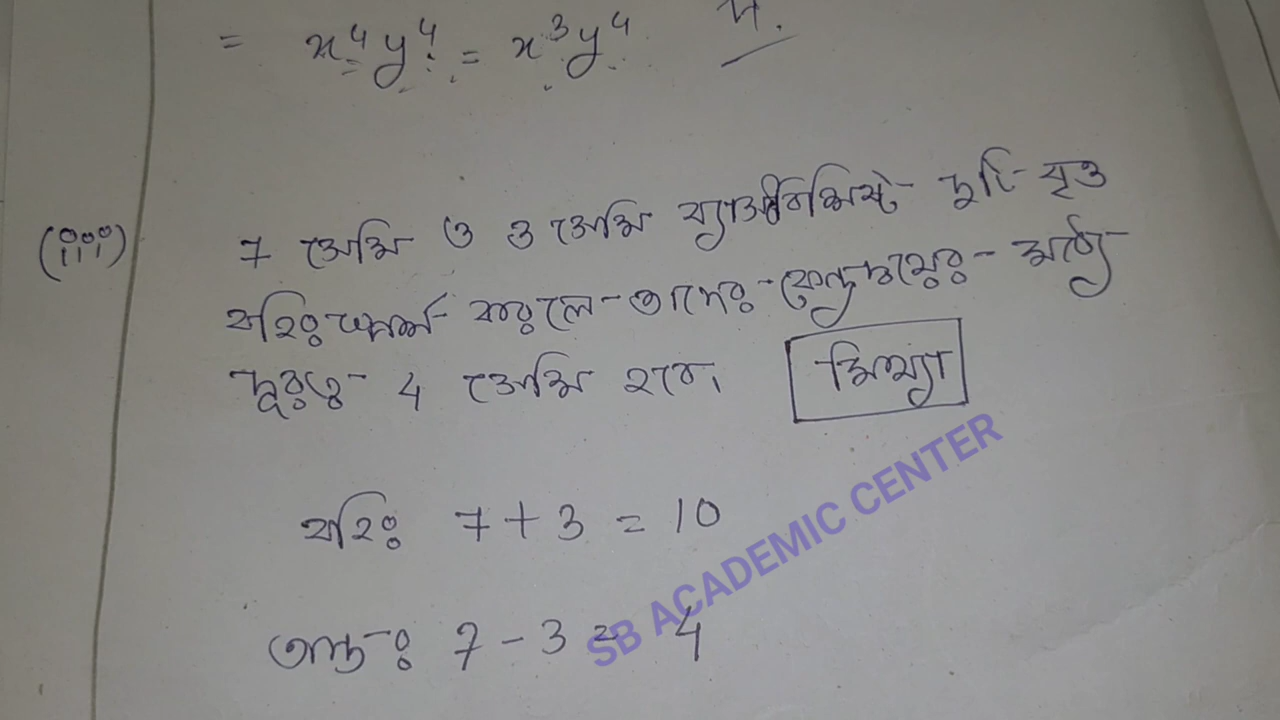 = x⁴y⁴ = x³y⁴
(iii) 7 সেমি ও ৩ সেমি ব্যাসার্ধবিশিষ্ট দুটি বৃত্ত
বহিঃস্পর্শ করলে তাদের কেন্দ্রদ্বয়ের মধ্যে
দূরত্ব 4 সেমি হবে। মিথ্যা
বহিঃ 7 + 3 = 10
অন্তঃ 7 - 3 = 4
SB ACADEMIC CENTER